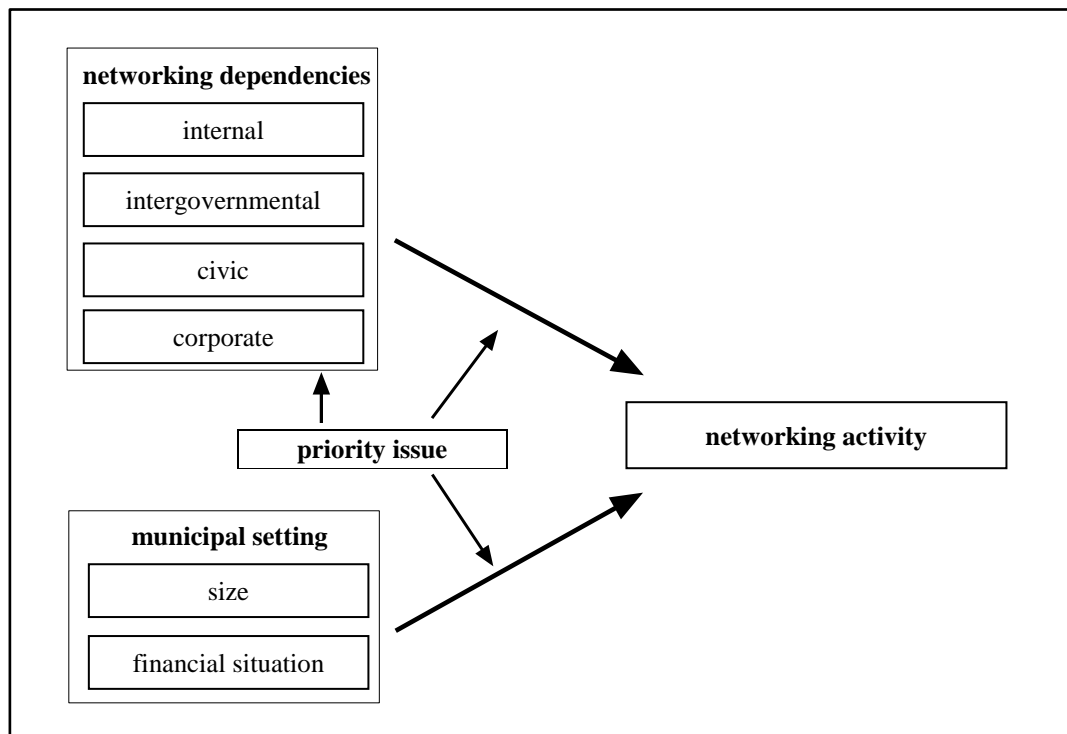 networking dependencies
internal
intergovernmental
civic
corporate
priority issue
networking activity
municipal setting
size
financial situation